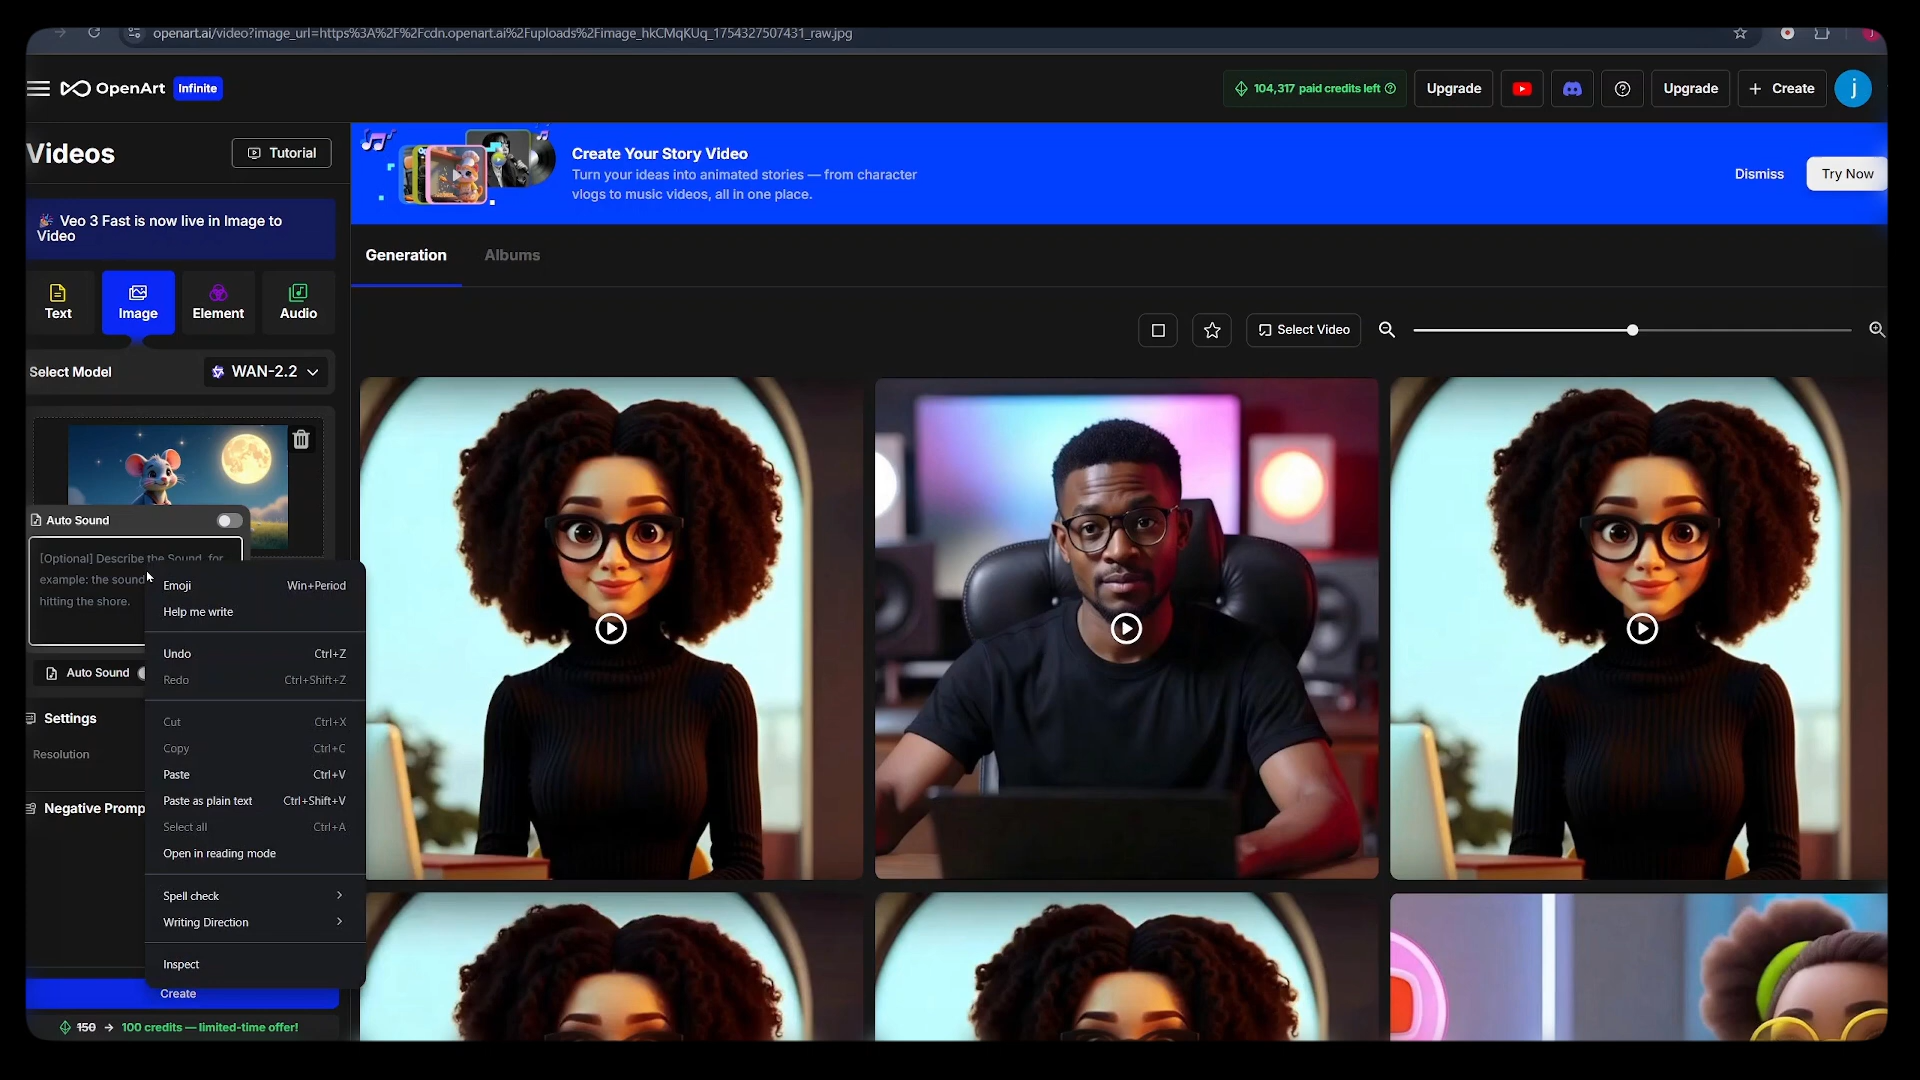 openart.ai/video?image_url=https%3A%2F%2Fcdn.openart.ai%2Fuploads%2Fimage_hkCMqKUq_1754327507431_raw.jpg
OpenArt
Infinite
104,317 paid credits left
Upgrade
Upgrade
+ Create
j
Videos
Tutorial
Create Your Story Video
Turn your ideas into animated stories — from character
vlogs to music videos, all in one place.
Dismiss
Try Now
Veo 3 Fast is now live in Image to
Video
Generation
Albums
Text
Image
Element
Audio
Select Video
Select Model
WAN-2.2
Auto Sound
[Optional] Describe the Sound, for
example: the sound
hitting the shore.
Auto Sound
Settings
Resolution
Negative Promp
Emoji Win+Period
Help me write
Undo Ctrl+Z
Redo Ctrl+Shift+Z
Cut Ctrl+X
Copy Ctrl+C
Paste Ctrl+V
Paste as plain text Ctrl+Shift+V
Select all Ctrl+A
Open in reading mode
Spell check
Writing Direction
Inspect
Create
150 → 100 credits — limited-time offer!